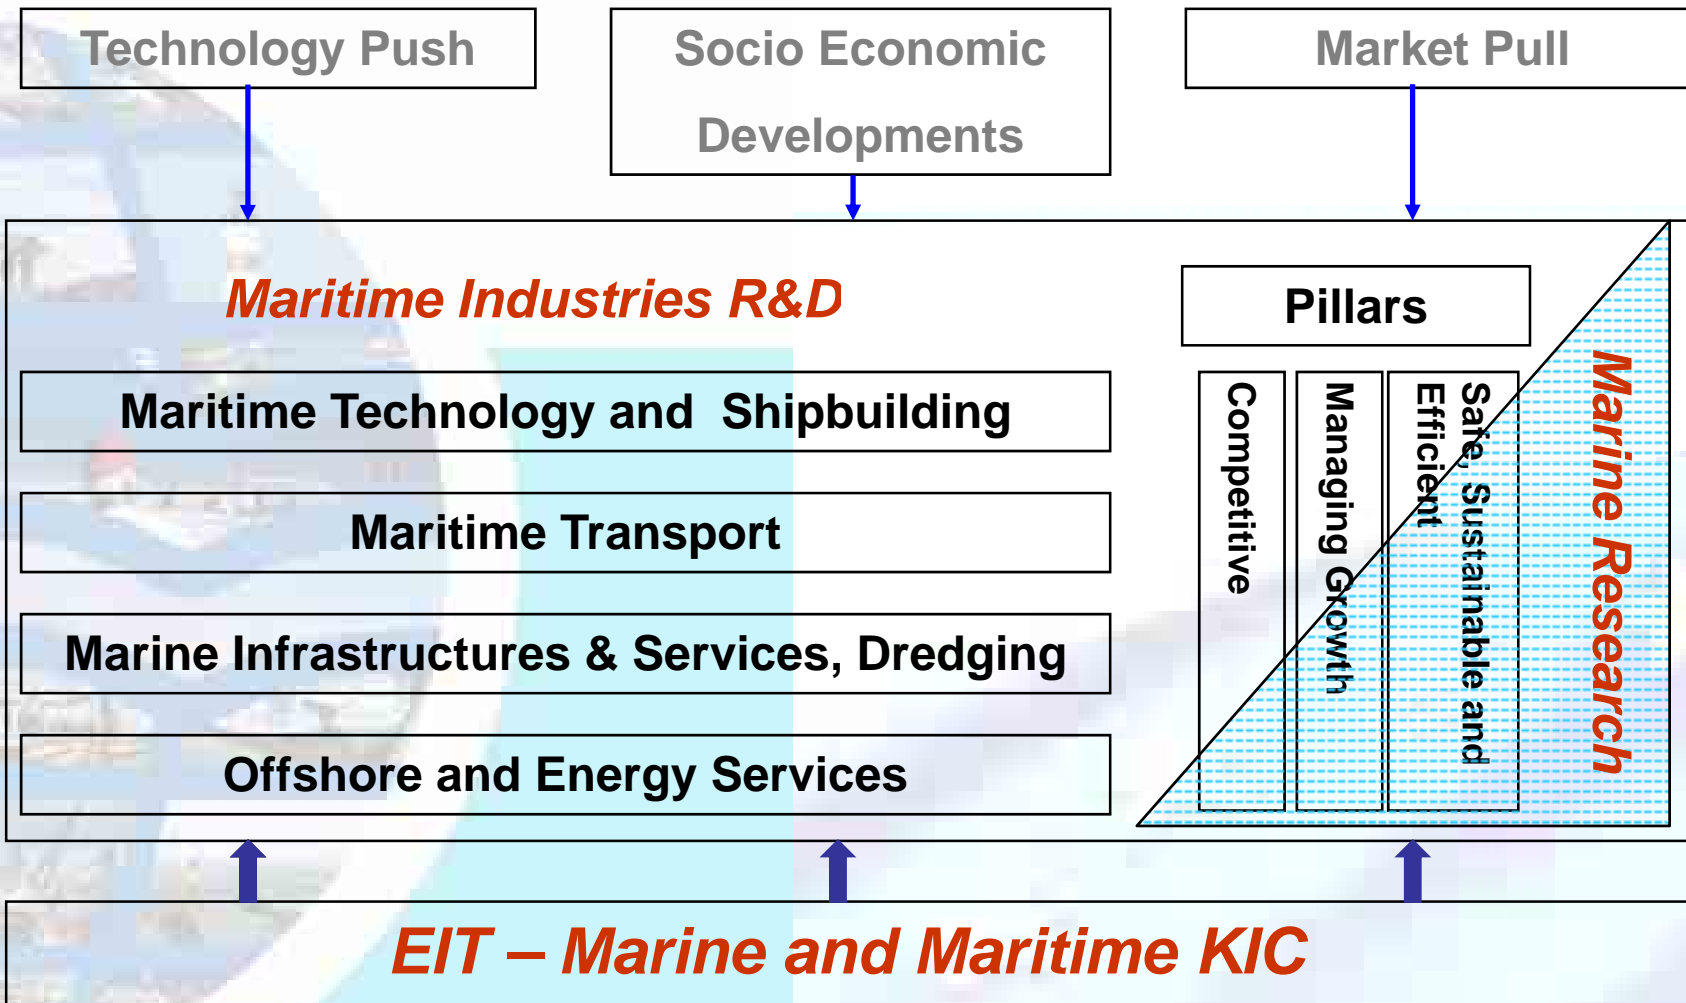 Technology Push
Socio Economic
Developments
Market Pull
Maritime Industries R&D
Pillars
Maritime Technology and  Shipbuilding
Maritime Transport
Marine Infrastructures & Services, Dredging
Offshore and Energy Services
Competitive
Managing Growth
Safe, Sustainable and
Efficient
Marine Research
EIT – Marine and Maritime KIC